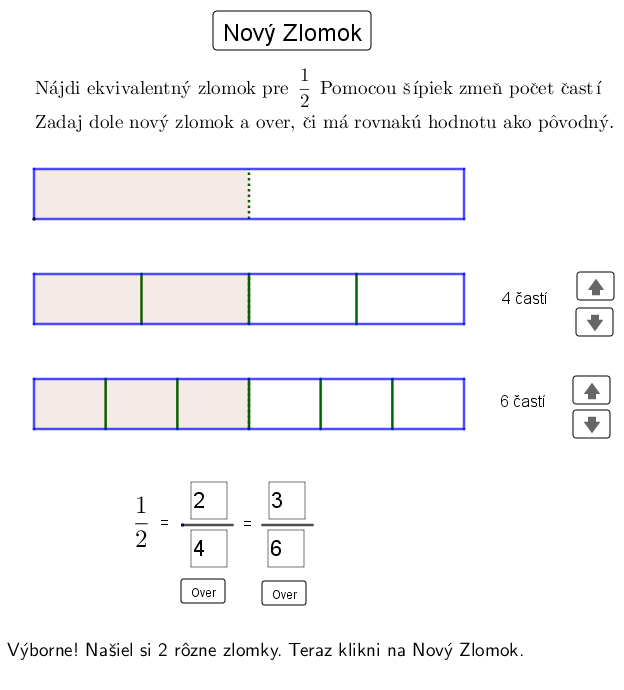 Nový Zlomok
Nájdi ekvivalentný zlomok pre 1/2 Pomocou šípiek zmeň počet častí
Zadaj dole nový zlomok a over, či má rovnakú hodnotu ako pôvodný.
4 častí
6 častí
1/2 = 2/4 = 3/6
Over Over
Výborne! Našiel si 2 rôzne zlomky. Teraz klikni na Nový Zlomok.